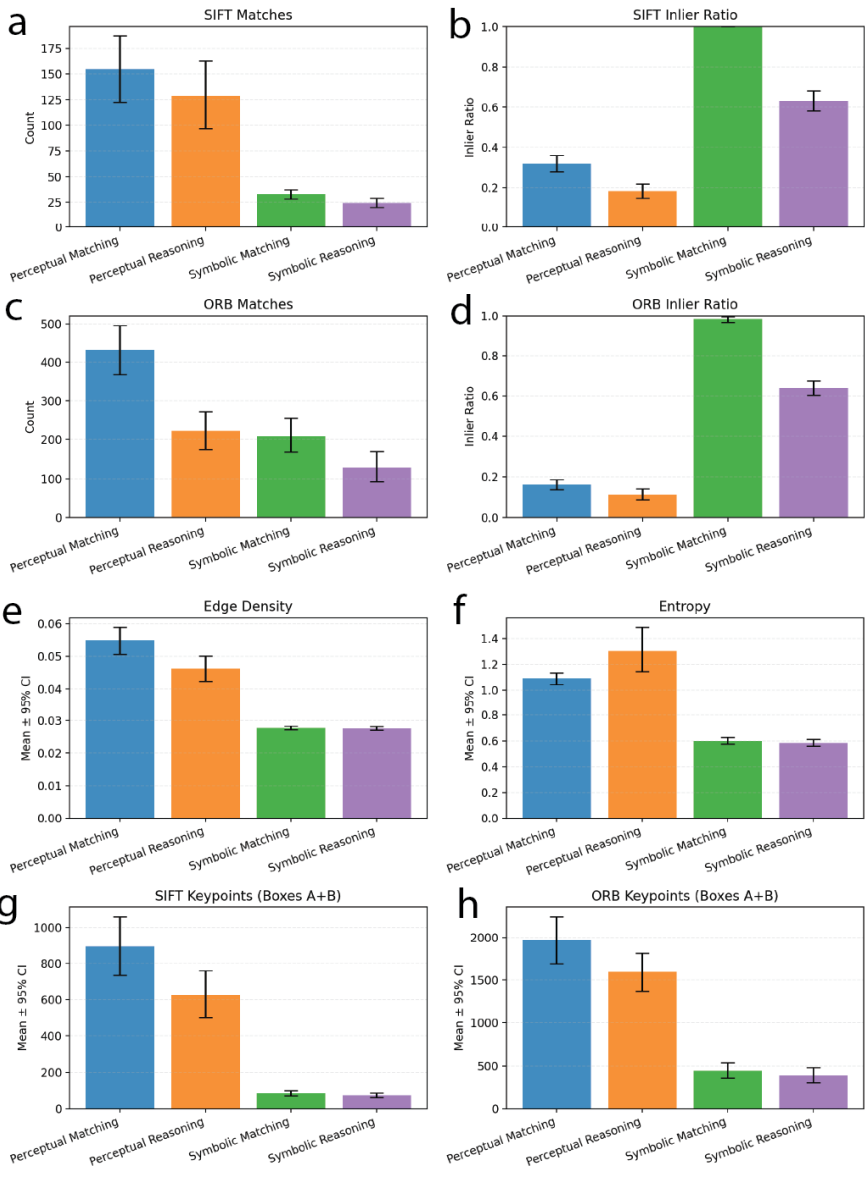 a
SIFT Matches
Count
175
150
125
100
75
50
25
0
Perceptual Matching
Perceptual Reasoning
Symbolic Matching
Symbolic Reasoning
b
SIFT Inlier Ratio
Inlier Ratio
1.0
0.8
0.6
0.4
0.2
0.0
Perceptual Matching
Perceptual Reasoning
Symbolic Matching
Symbolic Reasoning
c
ORB Matches
Count
500
400
300
200
100
0
Perceptual Matching
Perceptual Reasoning
Symbolic Matching
Symbolic Reasoning
d
ORB Inlier Ratio
Inlier Ratio
1.0
0.8
0.6
0.4
0.2
0.0
Perceptual Matching
Perceptual Reasoning
Symbolic Matching
Symbolic Reasoning
e
Edge Density
Mean ± 95% CI
0.06
0.05
0.04
0.03
0.02
0.01
0.00
Perceptual Matching
Perceptual Reasoning
Symbolic Matching
Symbolic Reasoning
f
Entropy
Mean ± 95% CI
1.4
1.2
1.0
0.8
0.6
0.4
0.2
0.0
Perceptual Matching
Perceptual Reasoning
Symbolic Matching
Symbolic Reasoning
g
SIFT Keypoints (Boxes A+B)
Mean ± 95% CI
1000
800
600
400
200
0
Perceptual Matching
Perceptual Reasoning
Symbolic Matching
Symbolic Reasoning
h
ORB Keypoints (Boxes A+B)
Mean ± 95% CI
2000
1500
1000
500
0
Perceptual Matching
Perceptual Reasoning
Symbolic Matching
Symbolic Reasoning